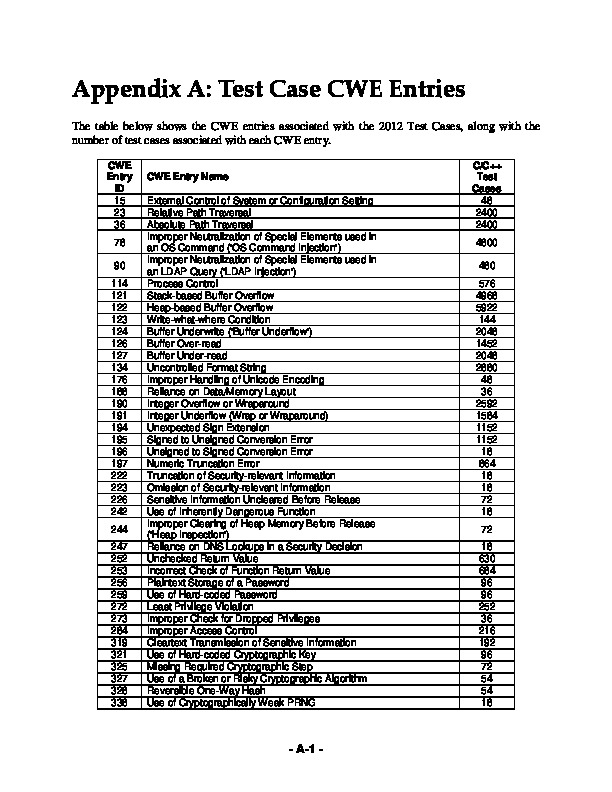 Appendix A: Test Case CWE Entries
The table below shows the CWE entries associated with the 2012 Test Cases, along with the
number of test cases associated with each CWE entry.
CWE Entry ID CWE Entry Name C/C++ Test Cases
15 External Control of System or Configuration Setting 48
23 Relative Path Traversal 2400
36 Absolute Path Traversal 2400
78 Improper Neutralization of Special Elements used in
an OS Command ('OS Command Injection') 4800
90 Improper Neutralization of Special Elements used in
an LDAP Query ('LDAP Injection') 480
114 Process Control 576
121 Stack-based Buffer Overflow 4968
122 Heap-based Buffer Overflow 5922
123 Write-what-where Condition 144
124 Buffer Underwrite ('Buffer Underflow') 2048
126 Buffer Over-read 1452
127 Buffer Under-read 2048
134 Uncontrolled Format String 2880
176 Improper Handling of Unicode Encoding 48
188 Reliance on Data/Memory Layout 36
190 Integer Overflow or Wraparound 2592
191 Integer Underflow (Wrap or Wraparound) 1584
194 Unexpected Sign Extension 1152
195 Signed to Unsigned Conversion Error 1152
196 Unsigned to Signed Conversion Error 18
197 Numeric Truncation Error 864
222 Truncation of Security-relevant Information 18
223 Omission of Security-relevant Information 18
226 Sensitive Information Uncleared Before Release 72
242 Use of Inherently Dangerous Function 18
244 Improper Clearing of Heap Memory Before Release
('Heap Inspection') 72
247 Reliance on DNS Lookups in a Security Decision 18
252 Unchecked Return Value 630
253 Incorrect Check of Function Return Value 684
256 Plaintext Storage of a Password 96
259 Use of Hard-coded Password 96
272 Least Privilege Violation 252
273 Improper Check for Dropped Privileges 36
284 Improper Access Control 216
319 Cleartext Transmission of Sensitive Information 192
321 Use of Hard-coded Cryptographic Key 96
325 Missing Required Cryptographic Step 72
327 Use of a Broken or Risky Cryptographic Algorithm 54
328 Reversible One-Way Hash 54
338 Use of Cryptographically Weak PRNG 18
- A-1 -